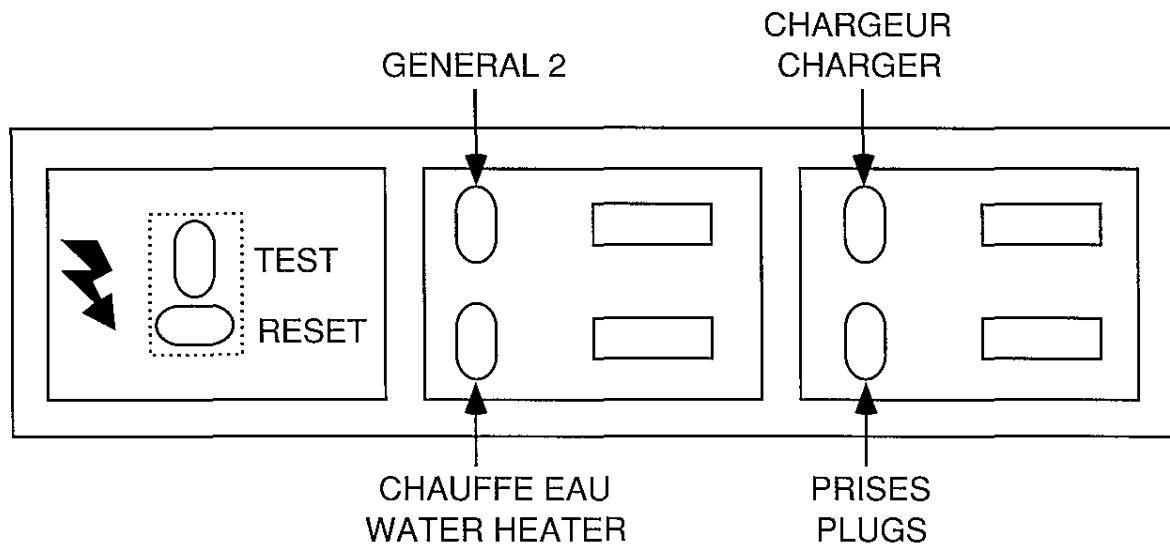 CHARGEUR
CHARGER
GENERAL 2
TEST
RESET
CHAUFFE EAU
WATER HEATER
PRISES
PLUGS